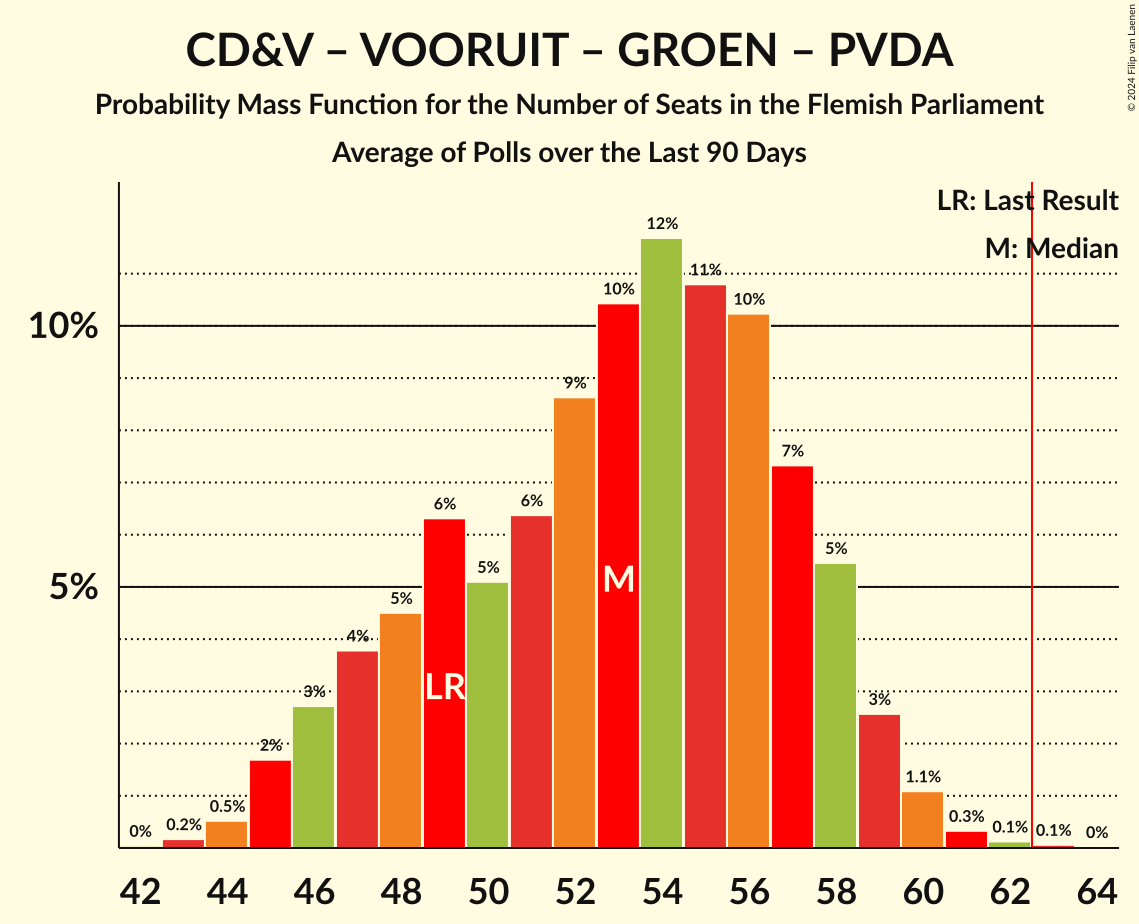 CD&V – VOORUIT – GROEN – PVDA
Probability Mass Function for the Number of Seats in the Flemish Parliament
Average of Polls over the Last 90 Days
© 2024 Filip van Laenen
LR: Last Result
M: Median
10%
5%
0%
0.2%
0.5%
2%
3%
4%
5%
6%
5%
6%
9%
10%
12%
11%
10%
7%
5%
3%
1.1%
0.3%
0.1%
0.1%
0%
LR
M
42 44 46 48 50 52 54 56 58 60 62 64